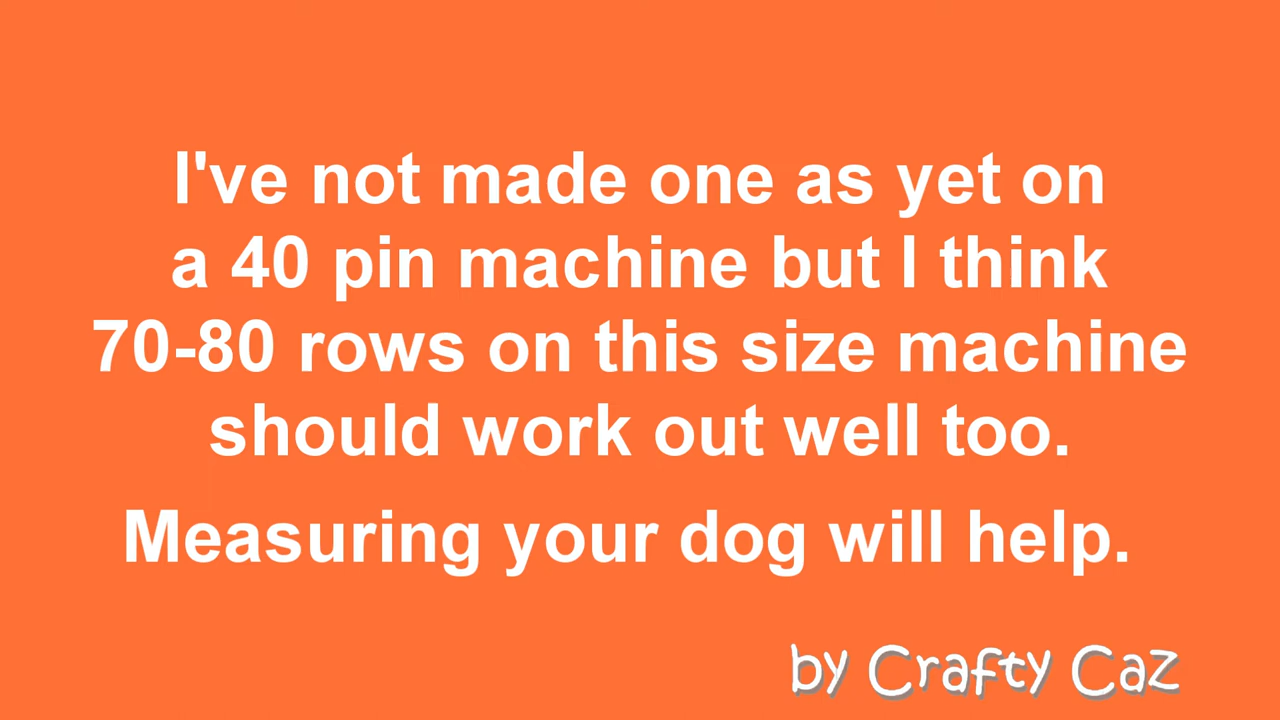 I've not made one as yet on
a 40 pin machine but I think
70-80 rows on this size machine
should work out well too.
Measuring your dog will help.
by Crafty Caz